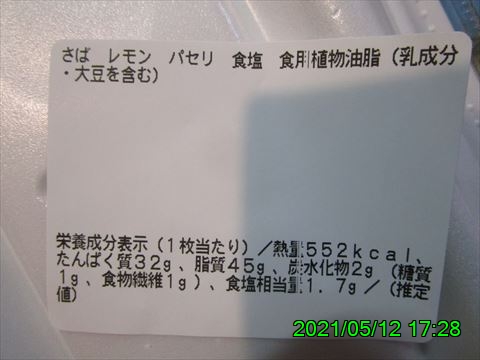 さば レモン パセリ 食塩 食用植物油脂(乳成分
・大豆を含む)
栄養成分表示(1枚当たり)/熱量552kcal、
たんぱく質32g、脂質45g、炭水化物2g(糖質
1g、食物繊維1g)、食塩相当量1.7g/(推定
値)
2021/05/12 17:28